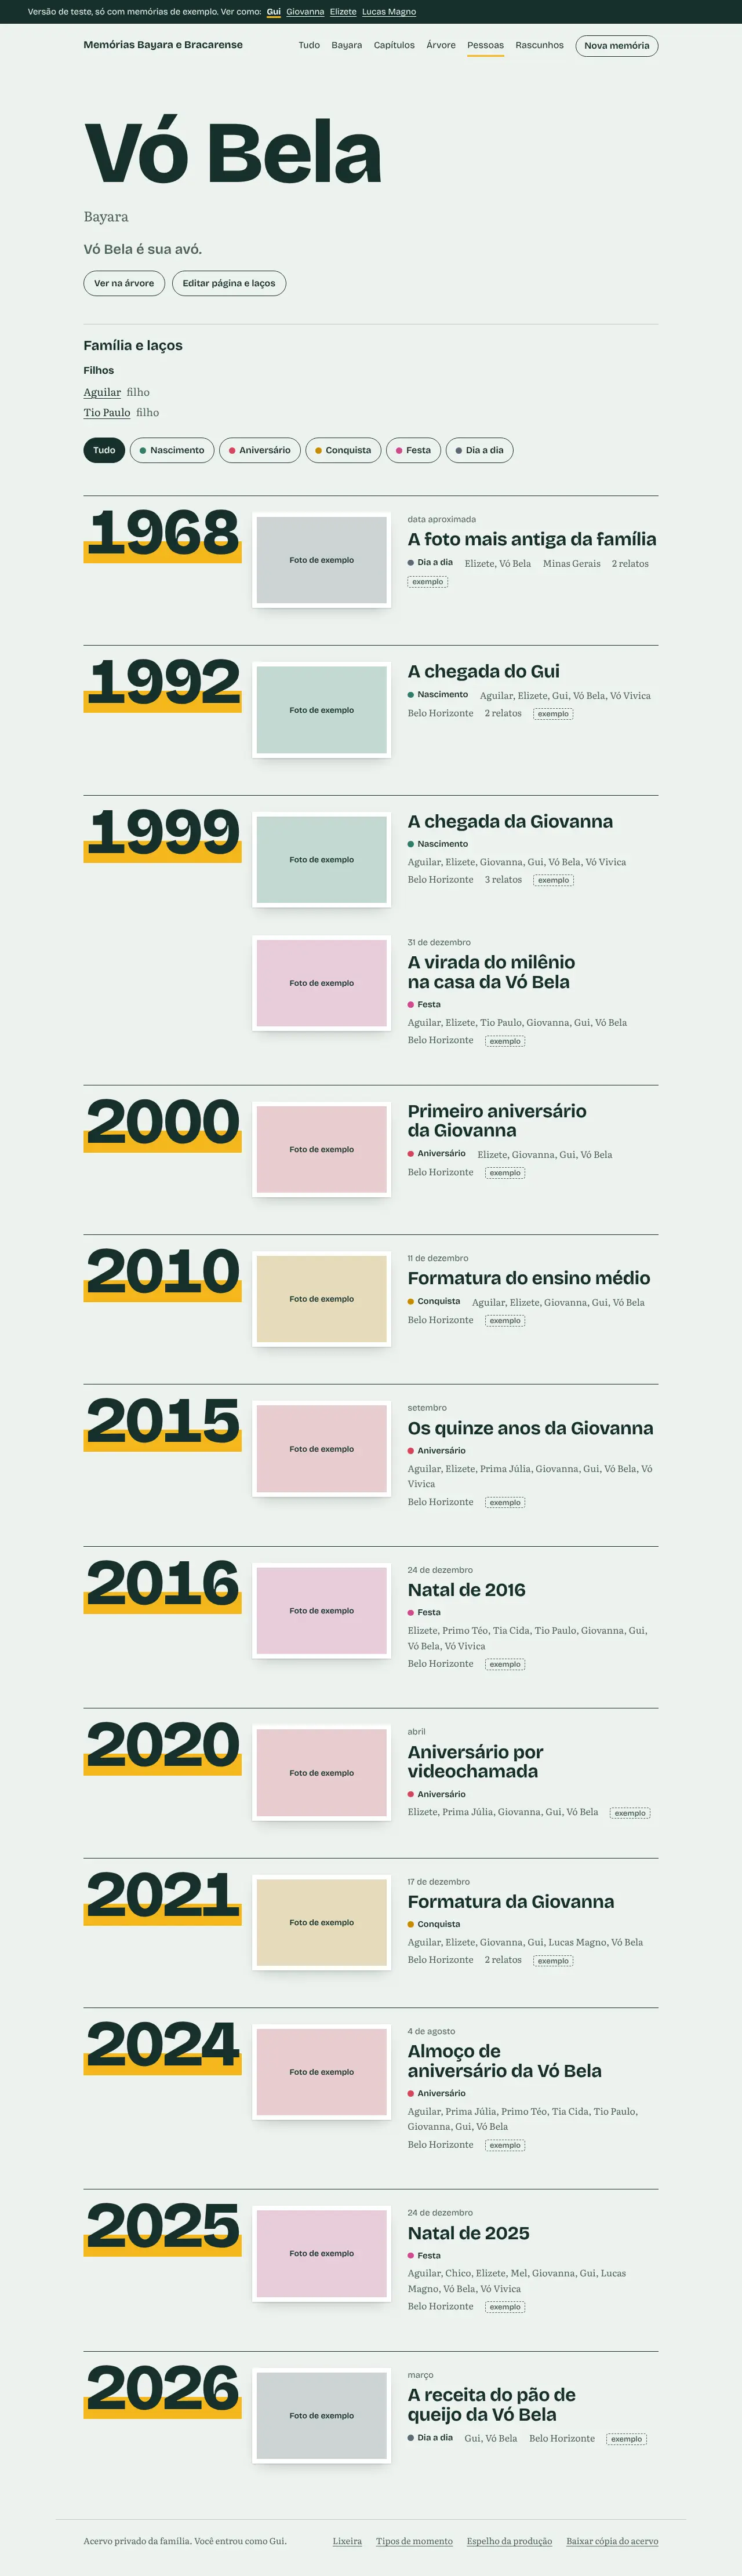 Versão de teste, só com memórias de exemplo. Ver como: Gui Giovanna Elizete Lucas Magno
Memórias Bayara e Bracarense Tudo Bayara Capítulos Árvore Pessoas Rascunhos Nova memória
Vó Bela
Bayara
Vó Bela é sua avó.
Ver na árvore Editar página e laços
Família e laços
Filhos
Aguilar filho
Tio Paulo filho
Tudo Nascimento Aniversário Conquista Festa Dia a dia
1968
Foto de exemplo
data aproximada
A foto mais antiga da família
Dia a dia Elizete, Vó Bela Minas Gerais 2 relatos
exemplo
1992
Foto de exemplo
A chegada do Gui
Nascimento Aguilar, Elizete, Gui, Vó Bela, Vó Vivica
Belo Horizonte 2 relatos exemplo
1999
Foto de exemplo
A chegada da Giovanna
Nascimento
Aguilar, Elizete, Giovanna, Gui, Vó Bela, Vó Vivica
Belo Horizonte 3 relatos exemplo
Foto de exemplo
31 de dezembro
A virada do milênio
na casa da Vó Bela
Festa
Aguilar, Elizete, Tio Paulo, Giovanna, Gui, Vó Bela
Belo Horizonte exemplo
2000
Foto de exemplo
Primeiro aniversário
da Giovanna
Aniversário Elizete, Giovanna, Gui, Vó Bela
Belo Horizonte exemplo
2010
Foto de exemplo
11 de dezembro
Formatura do ensino médio
Conquista Aguilar, Elizete, Giovanna, Gui, Vó Bela
Belo Horizonte exemplo
2015
Foto de exemplo
setembro
Os quinze anos da Giovanna
Aniversário
Aguilar, Elizete, Prima Júlia, Giovanna, Gui, Vó Bela, Vó
Vivica
Belo Horizonte exemplo
2016
Foto de exemplo
24 de dezembro
Natal de 2016
Festa
Elizete, Primo Téo, Tia Cida, Tio Paulo, Giovanna, Gui,
Vó Bela, Vó Vivica
Belo Horizonte exemplo
2020
Foto de exemplo
abril
Aniversário por
videochamada
Aniversário
Elizete, Prima Júlia, Giovanna, Gui, Vó Bela exemplo
2021
Foto de exemplo
17 de dezembro
Formatura da Giovanna
Conquista
Aguilar, Elizete, Giovanna, Gui, Lucas Magno, Vó Bela
Belo Horizonte 2 relatos exemplo
2024
Foto de exemplo
4 de agosto
Almoço de
aniversário da Vó Bela
Aniversário
Aguilar, Prima Júlia, Primo Téo, Tia Cida, Tio Paulo,
Giovanna, Gui, Vó Bela
Belo Horizonte exemplo
2025
Foto de exemplo
24 de dezembro
Natal de 2025
Festa
Aguilar, Chico, Elizete, Mel, Giovanna, Gui, Lucas
Magno, Vó Bela, Vó Vivica
Belo Horizonte exemplo
2026
Foto de exemplo
março
A receita do pão de
queijo da Vó Bela
Dia a dia Gui, Vó Bela Belo Horizonte exemplo
Acervo privado da família. Você entrou como Gui. Lixeira Tipos de momento Espelho da produção Baixar cópia do acervo